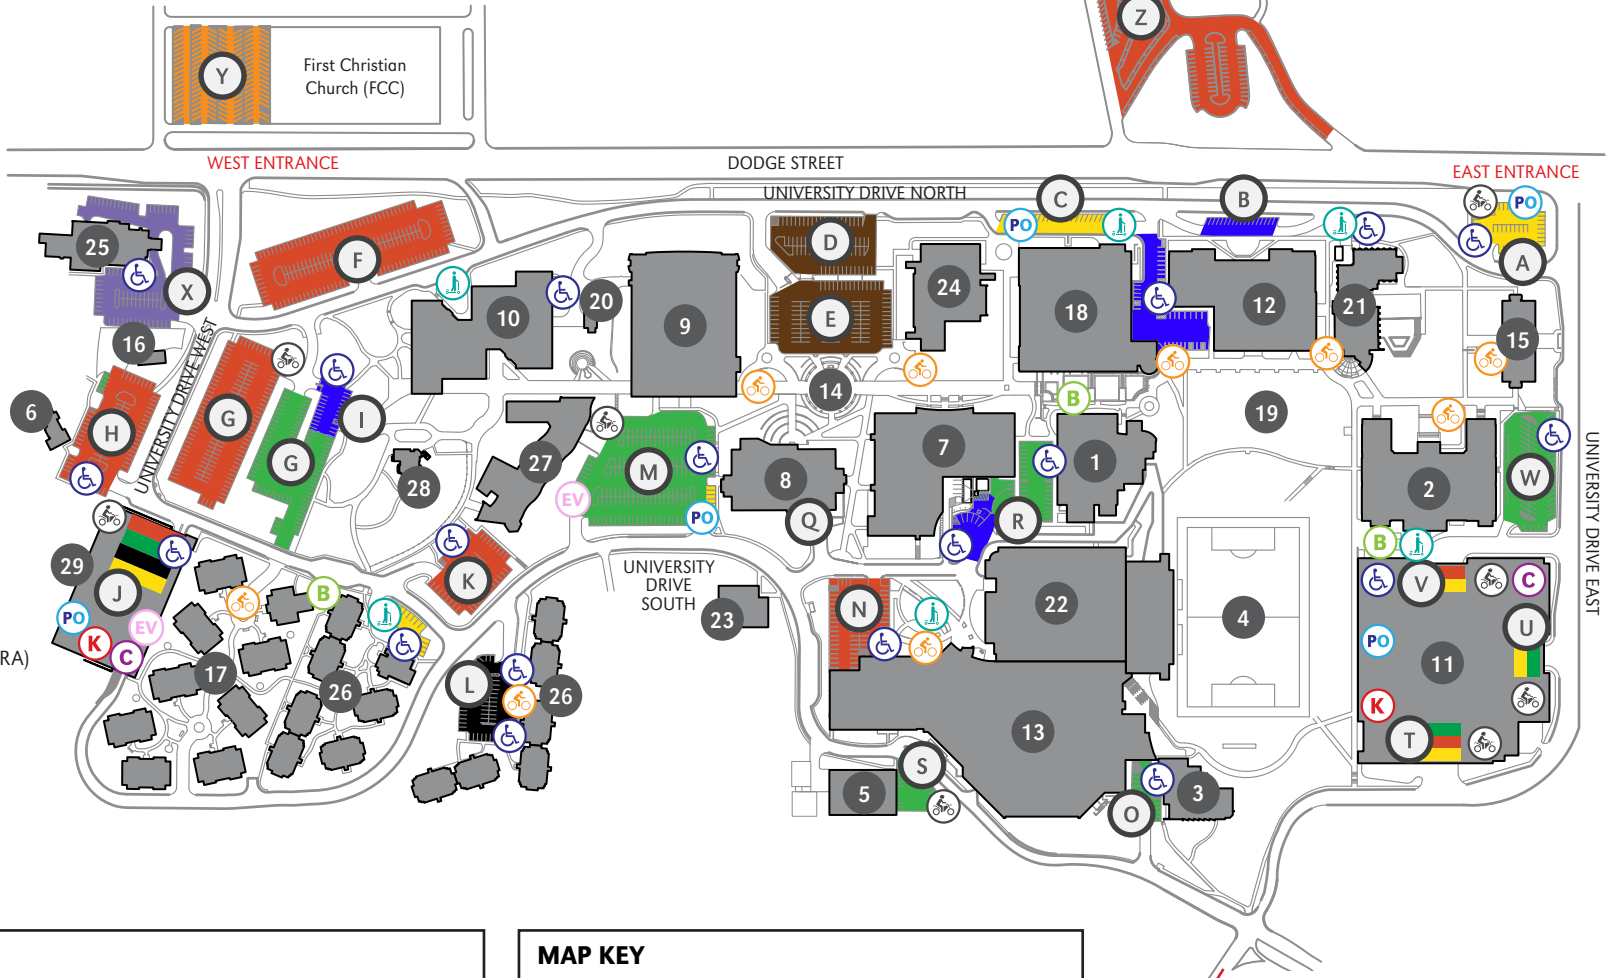 Z
Y
First Christian
Church (FCC)
WEST ENTRANCE
DODGE STREET
EAST ENTRANCE
UNIVERSITY DRIVE NORTH
C
B
PO
PO
25
D
A
F
X
24
E
10
20
9
18
12
21
16
15
UNIVERSITY DRIVE WEST
14
B
6
H
G
I
19
G
27
M
7
1
28
8
2
W
UNIVERSITY DRIVE EAST
EV
PO
Q
R
B
29
J
K
UNIVERSITY
DRIVE
SOUTH
V
C
B
22
N
23
4
U
PO
EV
K
C
PO
11
RA)
17
26
L
26
K
13
T
S
5
3
O
MAP KEY